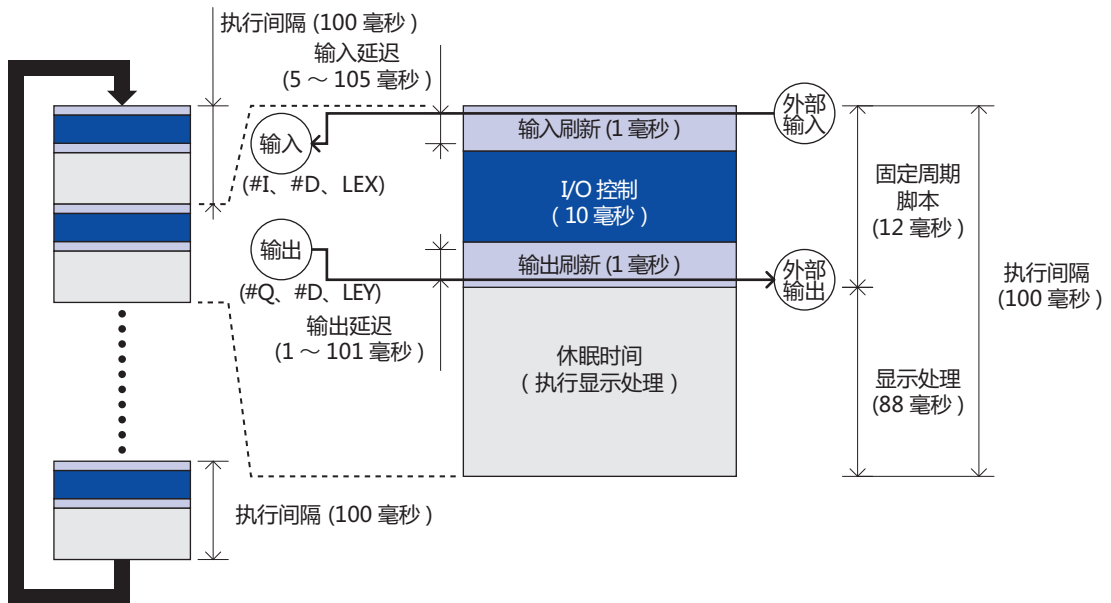 执行间隔 (100 毫秒 )
输入延迟
(5 ～ 105 毫秒 )
输入
(#I、#D、LEX)
输出
(#Q、#D、LEY)
输出延迟
(1 ～ 101 毫秒 )
执行间隔 (100 毫秒 )
输入刷新 (1 毫秒 )
I/O 控制
( 10 毫秒 )
输出刷新 (1 毫秒 )
休眠时间
( 执行显示处理 )
外部
输入
外部
输出
固定周期
脚本
(12 毫秒 )
显示处理
(88 毫秒 )
执行间隔
(100 毫秒 )